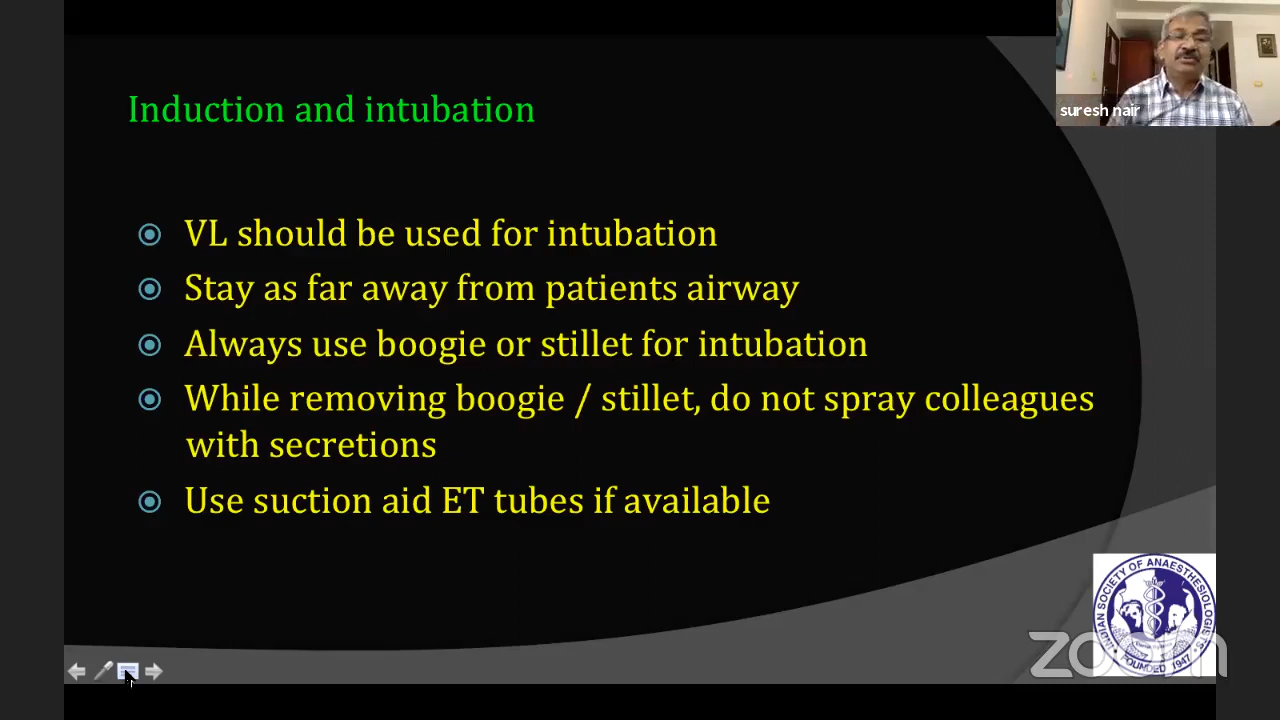 suresh nair
Induction and intubation
VL should be used for intubation
Stay as far away from patients airway
Always use boogie or stillet for intubation
While removing boogie / stillet, do not spray colleagues
with secretions
Use suction aid ET tubes if available
INDIAN SOCIETY OF ANAESTHESIOLOGISTS
FOUNDED 1947
zoom